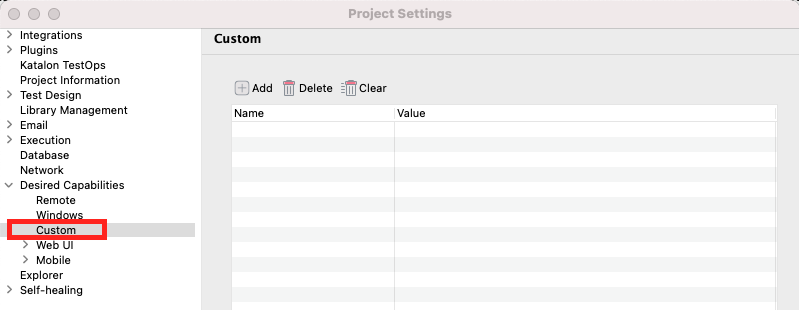 Project Settings
Integrations
Plugins
Katalon TestOps
Project Information
Test Design
Library Management
Email
Execution
Database
Network
Desired Capabilities
Remote
Windows
Custom
Web UI
Mobile
Explorer
Self-healing
Custom
Add Delete Clear
Name Value